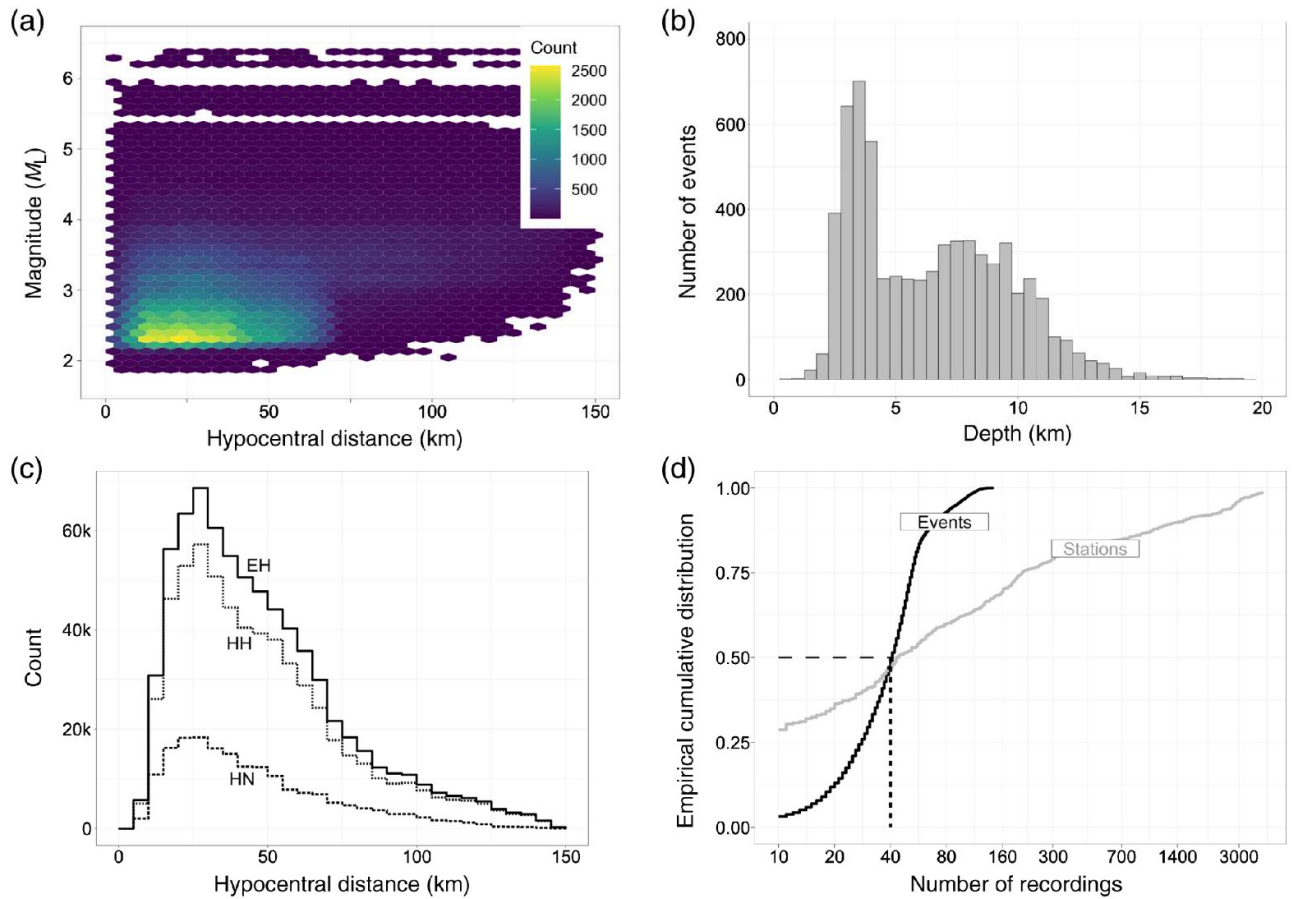 (a)
Magnitude (ML)
6
5
4
3
2
0
50
100
150
Hypocentral distance (km)
Count
2500
2000
1500
1000
500
(b)
Number of events
800
600
400
200
0
0
5
10
15
20
Depth (km)
(c)
Count
60k
40k
20k
0
EH
HH
HN
0
50
100
150
Hypocentral distance (km)
(d)
Empirical cumulative distribution
1.00
0.75
0.50
0.25
0.00
Events
Stations
10
20
40
80
160
300
700
1400
3000
Number of recordings